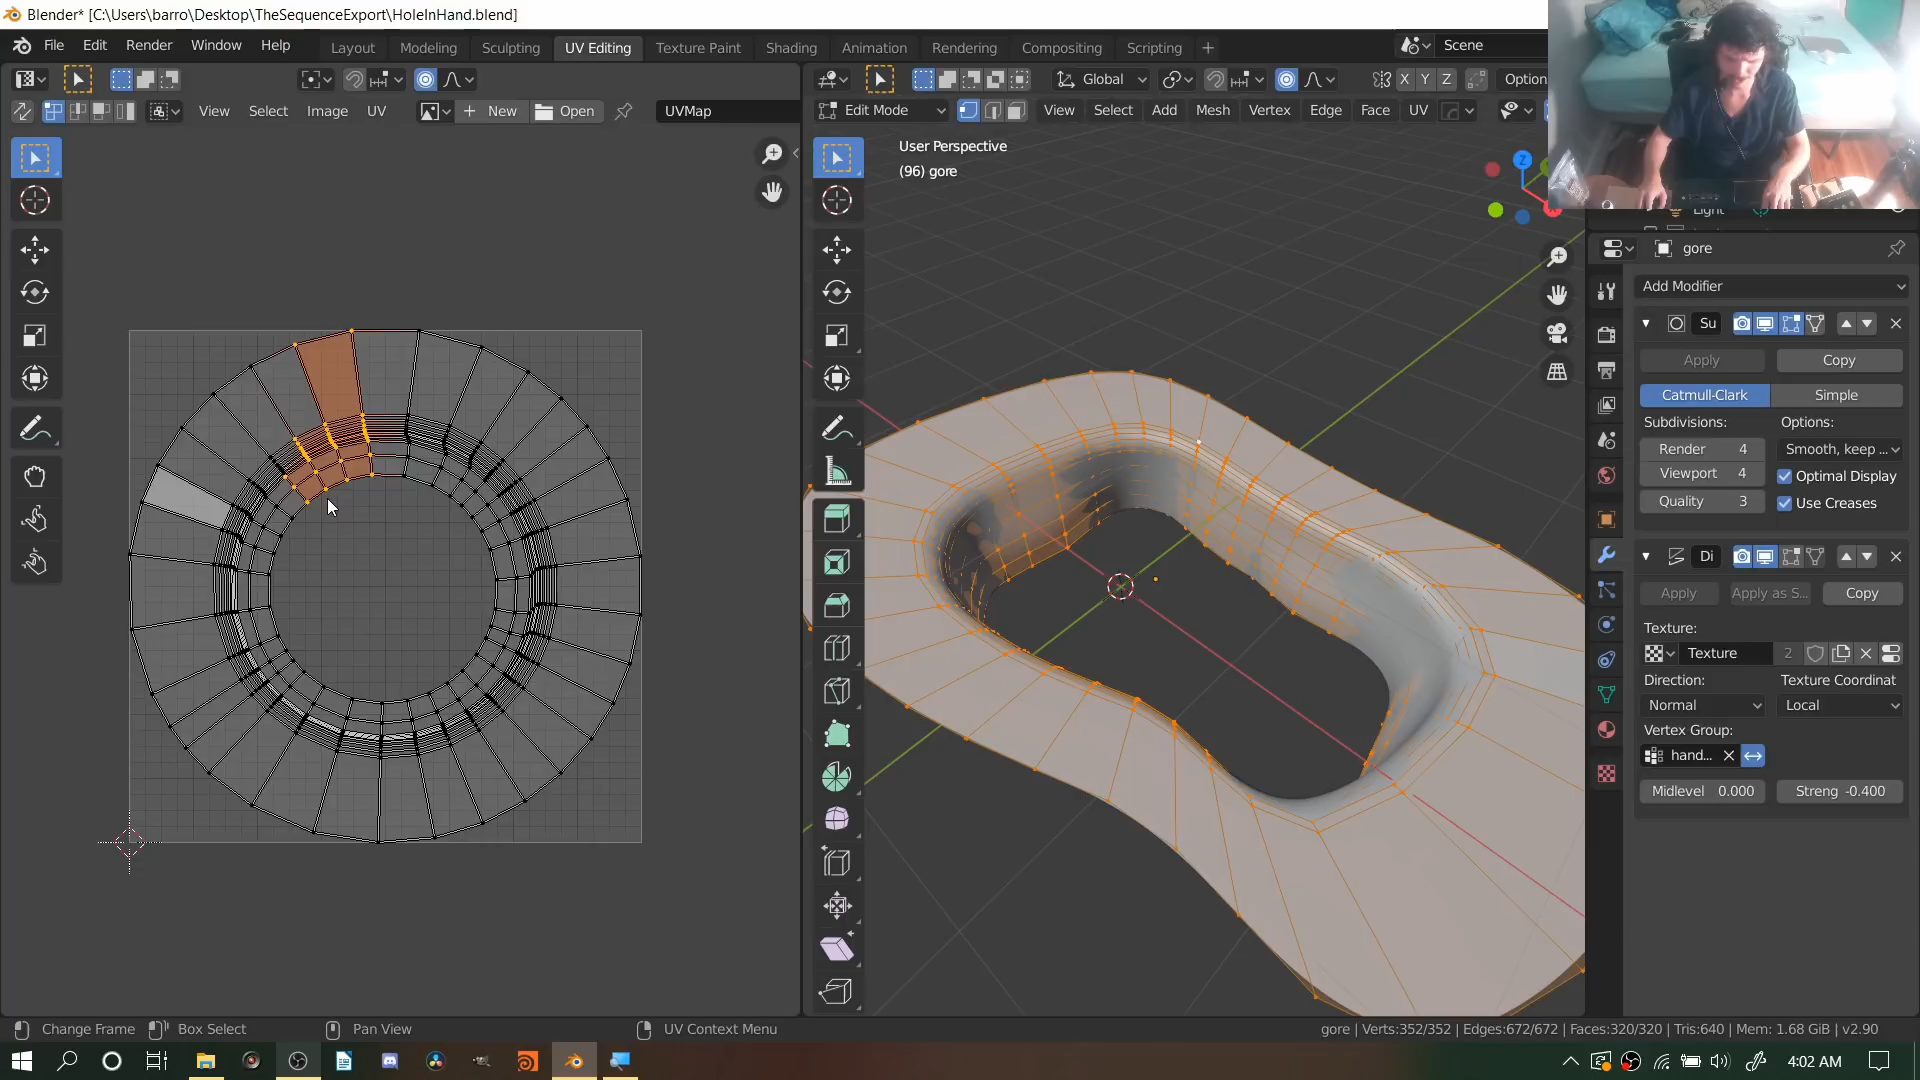 Blender* [C:\Users\barro\Desktop\TheSequenceExport\HoleInHand.blend]
File Edit Render Window Help Layout Modeling Sculpting UV Editing Texture Paint Shading Animation Rendering Compositing Scripting + Scene
Global X Y Z Option
View Select Image UV + New Open UVMap
Edit Mode View Select Add Mesh Vertex Edge Face UV
User Perspective
(96) gore
Z
Light
gore
Add Modifier
Su
Apply Copy
Catmull-Clark Simple
Subdivisions: Options:
Render 4 Smooth, keep ...
Viewport 4 Optimal Display
Quality 3 Use Creases
Di
Apply Apply as S... Copy
Texture:
Texture 2
Direction: Texture Coordinat
Normal Local
Vertex Group:
hand...
Midlevel 0.000 Streng -0.400
Change Frame Box Select Pan View UV Context Menu gore | Verts:352/352 | Edges:672/672 | Faces:320/320 | Tris:640 | Mem: 1.68 GiB | v2.90
4:02 AM